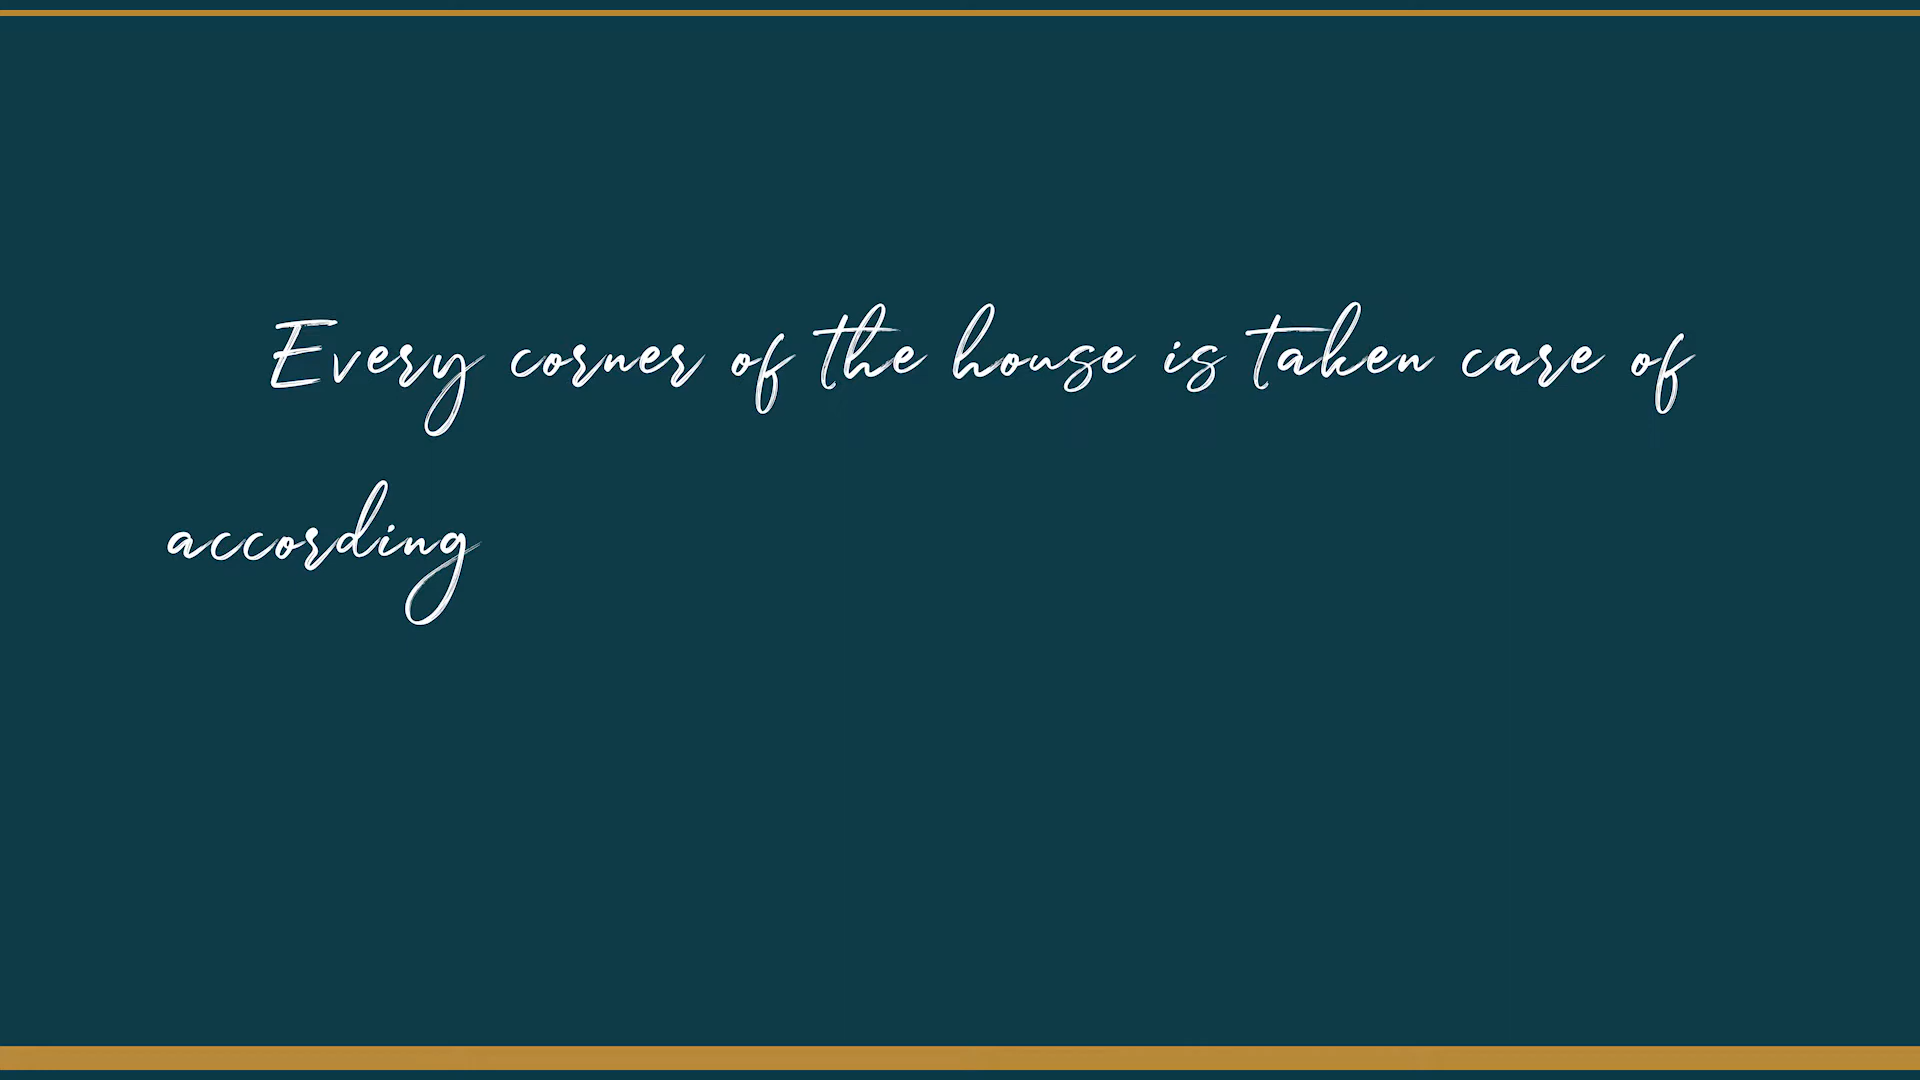 Every corner of the house is taken care of
according